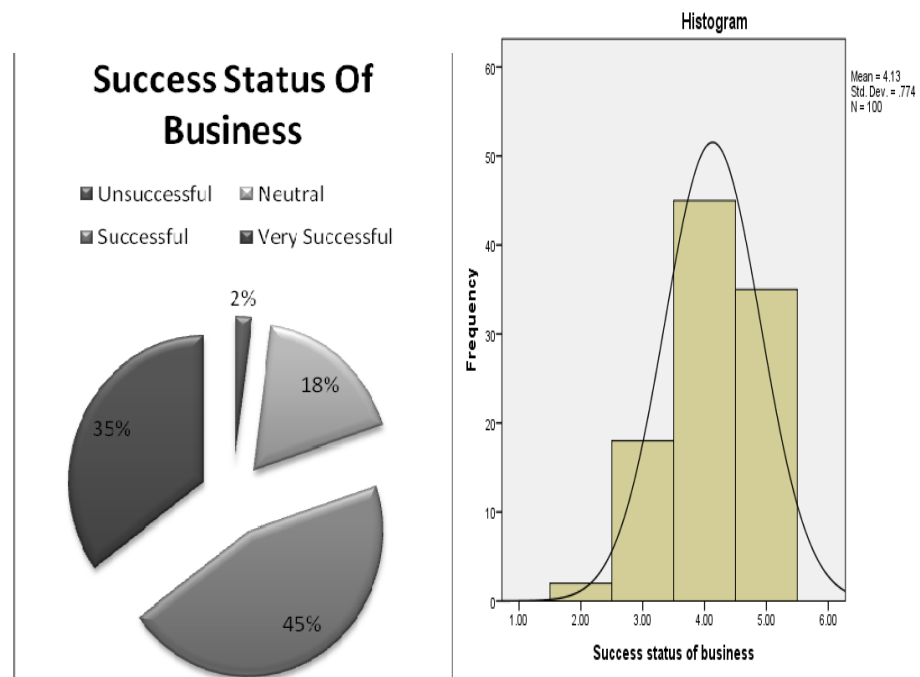 Success Status Of
Business
Unsuccessful Neutral
Successful Very Successful
2%
18%
35%
45%
Histogram
Mean = 4.13
Std. Dev. = .774
N = 100
60
50
40
30
20
10
0
Frequency
1.00 2.00 3.00 4.00 5.00 6.00
Success status of business